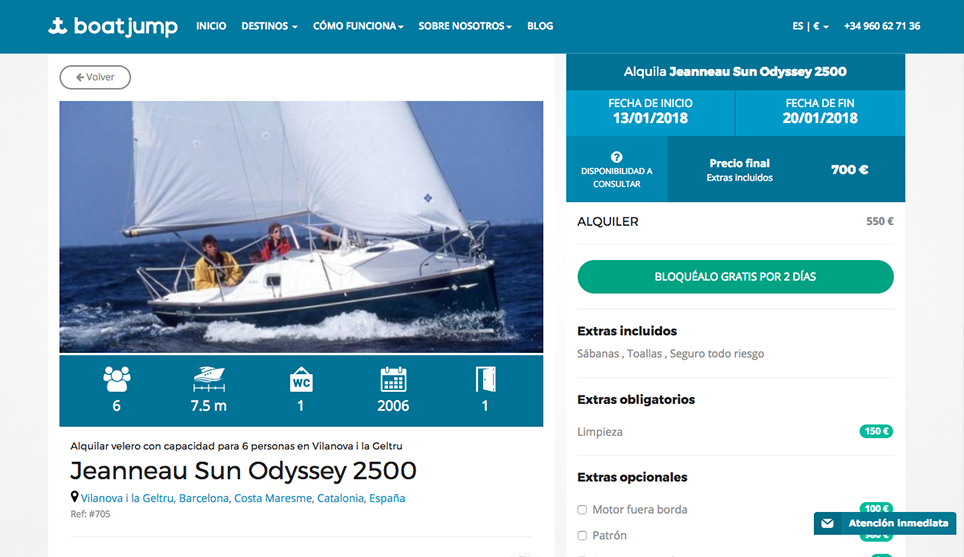 boatjump
INICIO
DESTINOS
CÓMO FUNCIONA
SOBRE NOSOTROS
BLOG
ES | €
+34 960 62 71 36
Volver
WC
6
7.5 m
1
2006
1
Alquilar velero con capacidad para 6 personas en Vilanova i la Geltru
Jeanneau Sun Odyssey 2500
Vilanova i la Geltru, Barcelona, Costa Maresme, Catalonia, España
Ref: #705
Alquila Jeanneau Sun Odyssey 2500
FECHA DE INICIO
13/01/2018
FECHA DE FIN
20/01/2018
DISPONIBILIDAD A
CONSULTAR
Precio final
Extras incluidos
700 €
ALQUILER
550 €
BLOQUÉALO GRATIS POR 2 DÍAS
Extras incluidos
Sábanas , Toallas , Seguro todo riesgo
Extras obligatorios
Limpieza
150 €
Extras opcionales
Motor fuera borda
100 €
Patrón
Atención inmediata